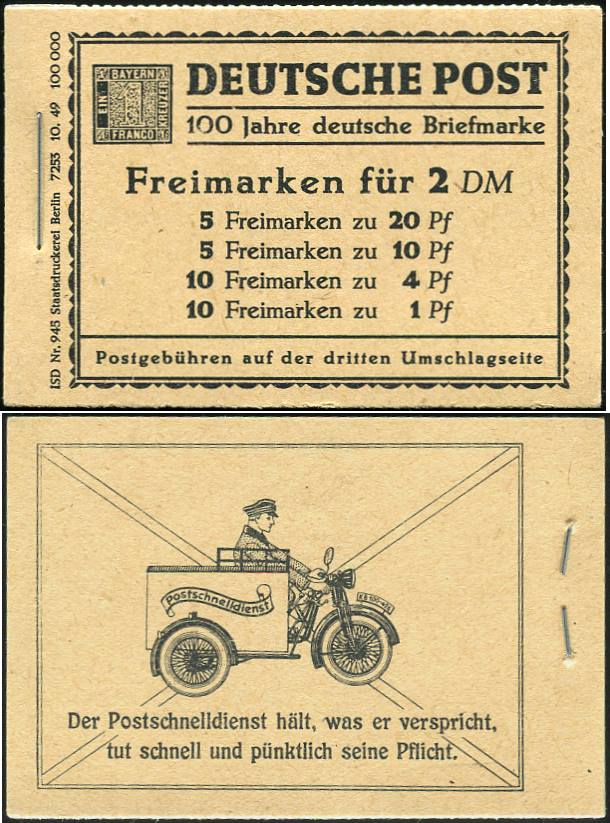 ISD Nr. 945 Staatsdruckerei Berlin 7253 10. 49 100 000
BAYERN
EIN
KREUZER
FRANCO
1
DEUTSCHE POST
100 Jahre deutsche Briefmarke
Freimarken für 2 DM
5 Freimarken zu 20 Pf
5 Freimarken zu 10 Pf
10 Freimarken zu 4 Pf
10 Freimarken zu 1 Pf
Postgebühren auf der dritten Umschlagseite
Postschnelldienst
Der Postschnelldienst hält, was er verspricht,
tut schnell und pünktlich seine Pflicht.